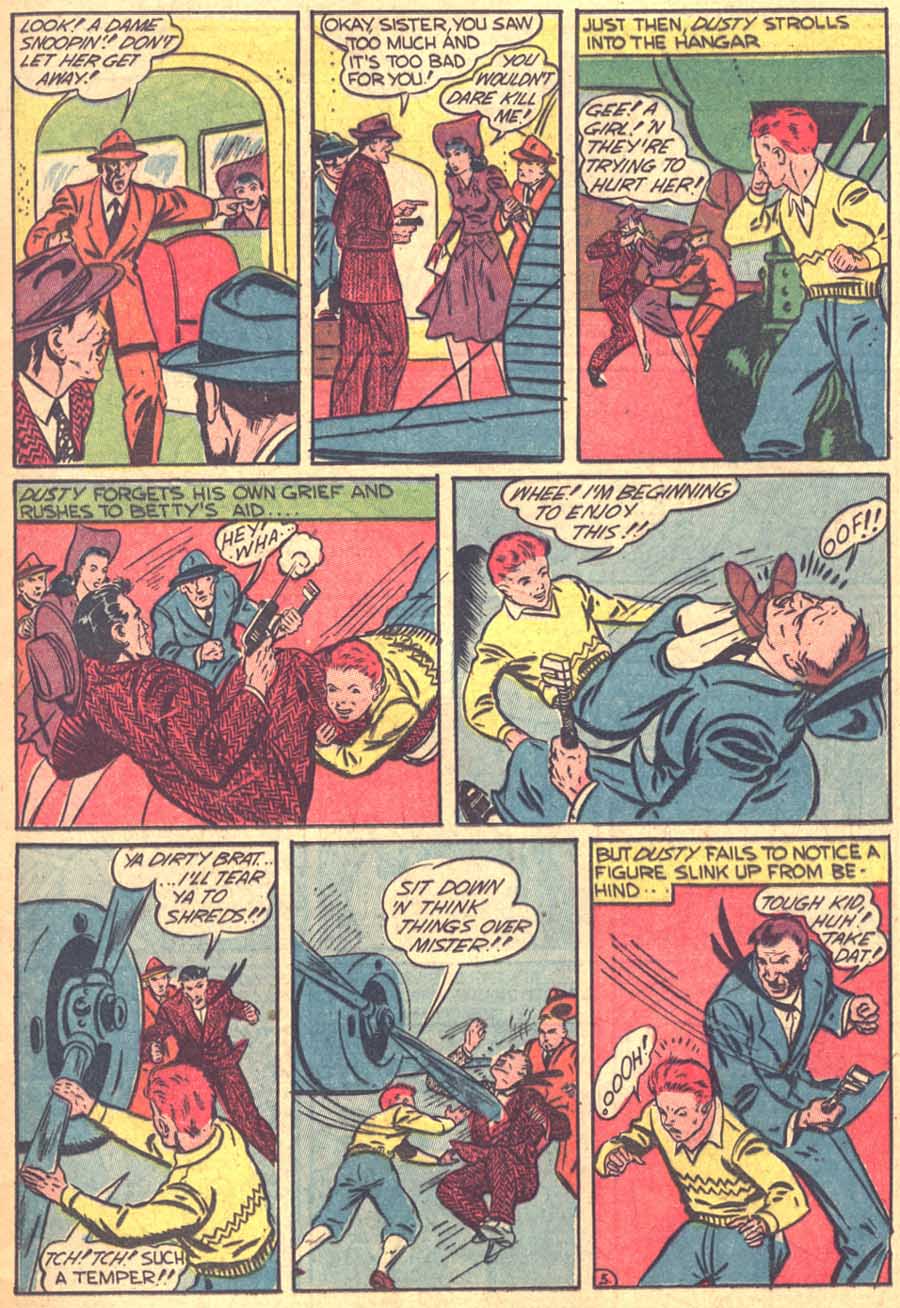 LOOK! A DAME
SNOOPIN'! DON'T
LET HER GET
AWAY!
OKAY, SISTER, YOU SAW
TOO MUCH AND
IT'S TOO BAD
FOR YOU!
YOU
WOULDN'T
DARE KILL
ME!
JUST THEN, DUSTY STROLLS
INTO THE HANGAR
GEE! A
GIRL! 'N
THEY'RE
TRYING TO
HURT HER!
DUSTY FORGETS HIS OWN GRIEF AND
RUSHES TO BETTY'S AID....
HEY!
WHA...
WHEE! I'M BEGINNING
TO ENJOY
THIS!!
OOF!!
YA DIRTY BRAT...
...I'LL TEAR
YA TO
SHREDS!!
TCH! TCH! SUCH
A TEMPER!!
SIT DOWN
'N THINK
THINGS OVER
MISTER!!
BUT DUSTY FAILS TO NOTICE A
FIGURE SLINK UP FROM BE-
HIND...
TOUGH KID,
HUH!
TAKE
DAT!
..OOOH!
5